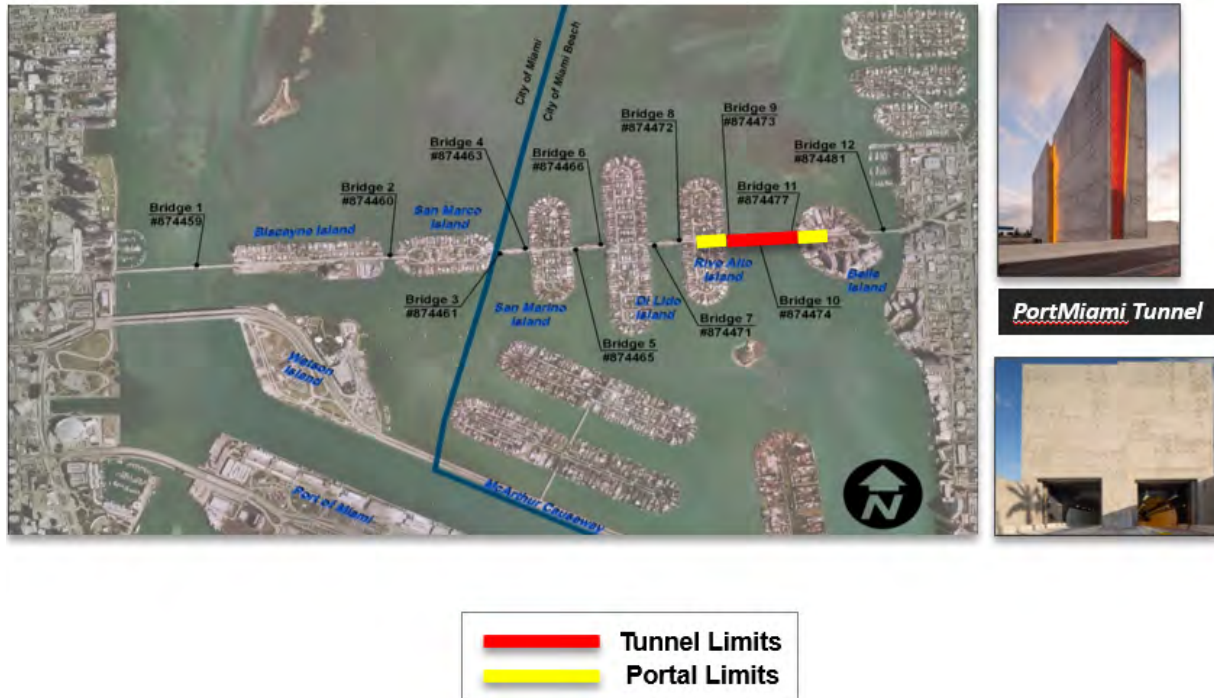 City of Miami
City of Miami Beach
Bridge 1
#874459
Biscayne Island
Bridge 2
#874460
San Marco
Island
Bridge 4
#874463
Bridge 3
#874461
San Marino
Island
Bridge 6
#874466
Bridge 5
#874465
Di Lido
Island
Bridge 8
#874472
Bridge 7
#874471
Bridge 9
#874473
Rivo Alto
Island
Bridge 11
#874477
Bridge 10
#874474
Bridge 12
#874481
Belle
Island
Watson
Island
Port of Miami
McArthur Causeway
N
PortMiami Tunnel
Tunnel Limits
Portal Limits